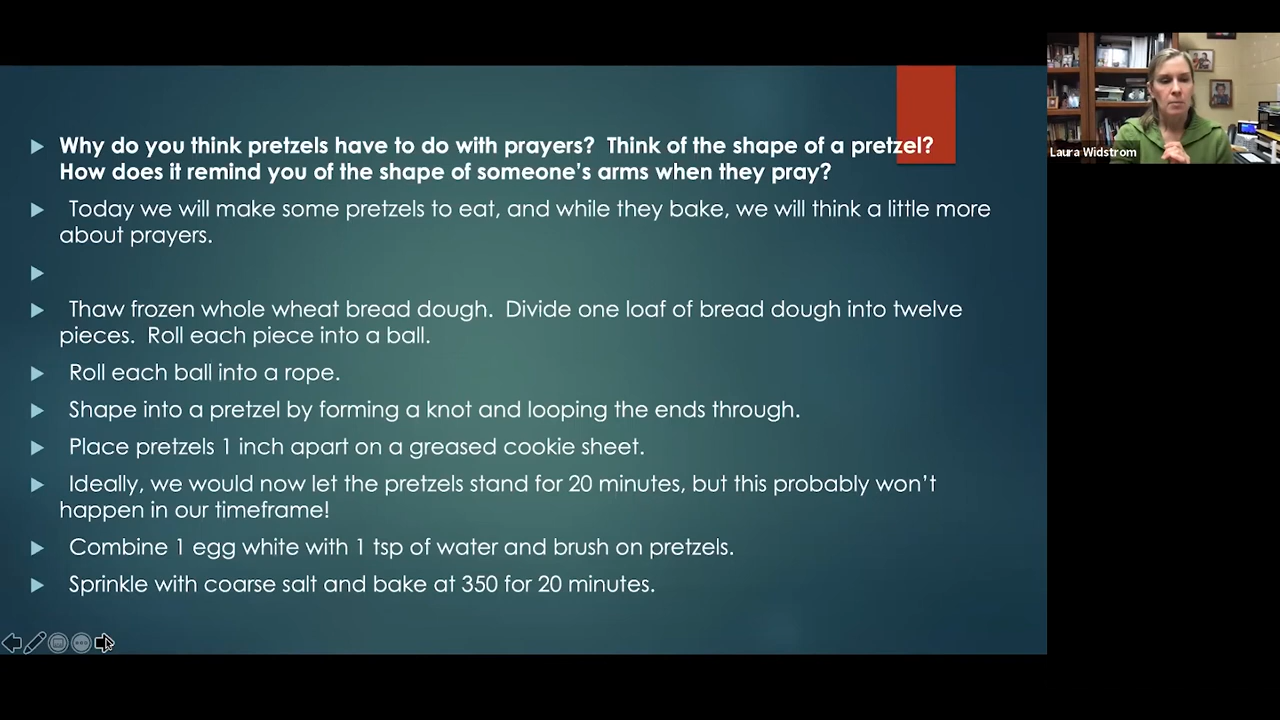 Why do you think pretzels have to do with prayers?  Think of the shape of a pretzel?
How does it remind you of the shape of someone's arms when they pray?
Today we will make some pretzels to eat, and while they bake, we will think a little more
about prayers.
Thaw frozen whole wheat bread dough.  Divide one loaf of bread dough into twelve
pieces.  Roll each piece into a ball.
Roll each ball into a rope.
Shape into a pretzel by forming a knot and looping the ends through.
Place pretzels 1 inch apart on a greased cookie sheet.
Ideally, we would now let the pretzels stand for 20 minutes, but this probably won't
happen in our timeframe!
Combine 1 egg white with 1 tsp of water and brush on pretzels.
Sprinkle with coarse salt and bake at 350 for 20 minutes.
Laura Widstrom